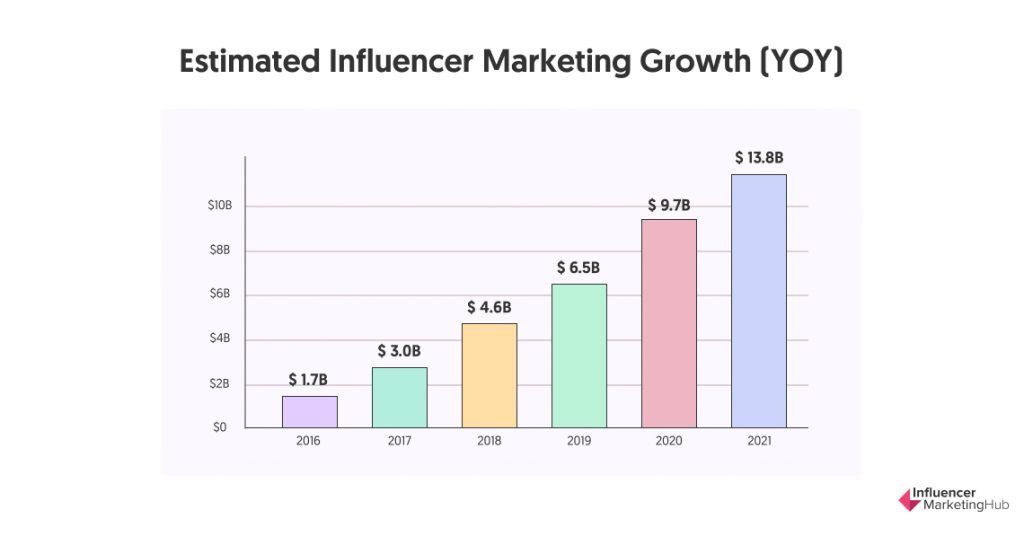 Estimated Influencer Marketing Growth (YOY)
$ 13.8B
$10B
$ 9.7B
$8B
$ 6.5B
$6B
$ 4.6B
$4B
$ 3.0B
$2B
$ 1.7B
$0
2016 2017 2018 2019 2020 2021
Influencer
MarketingHub